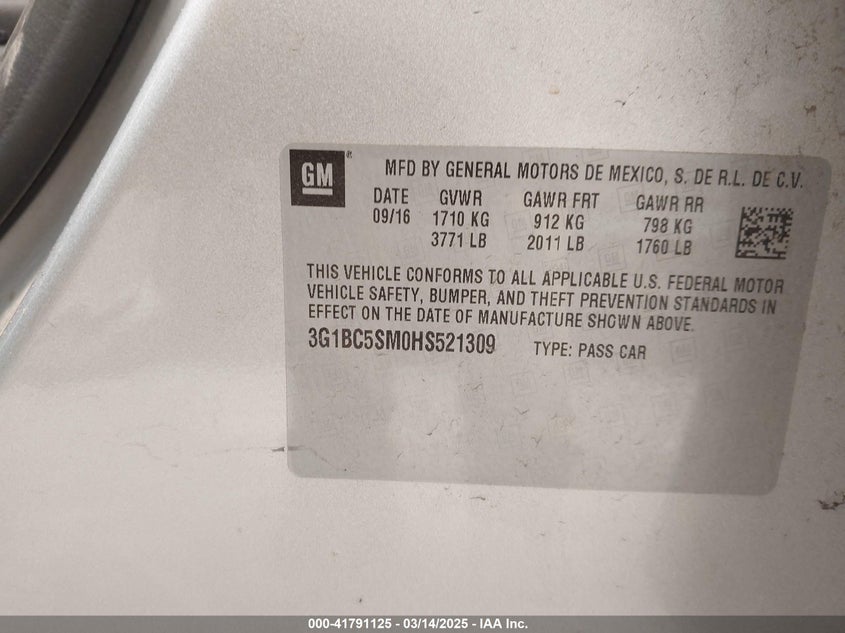 GM®
MFD BY GENERAL MOTORS DE MEXICO, S. DE R.L. DE C.V.
DATE GVWR GAWR FRT GAWR RR
09/16 1710 KG 912 KG 798 KG
3771 LB 2011 LB 1760 LB
THIS VEHICLE CONFORMS TO ALL APPLICABLE U.S. FEDERAL MOTOR
VEHICLE SAFETY, BUMPER, AND THEFT PREVENTION STANDARDS IN
EFFECT ON THE DATE OF MANUFACTURE SHOWN ABOVE.
3G1BC5SM0HS521309 TYPE: PASS CAR
000-41791125 - 03/14/2025 - IAA Inc.